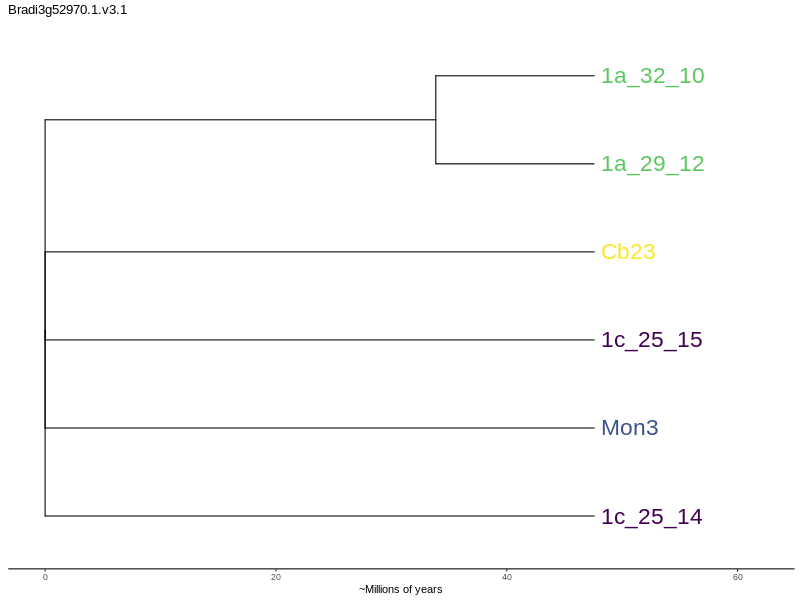 Bradi3g52970.1.v3.1
1a_32_10
1a_29_12
Cb23
1c_25_15
Mon3
1c_25_14
0 20 40 60
~Millions of years